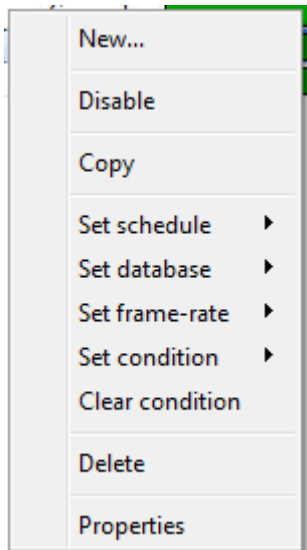 New...
Disable
Copy
Set schedule
Set database
Set frame-rate
Set condition
Clear condition
Delete
Properties